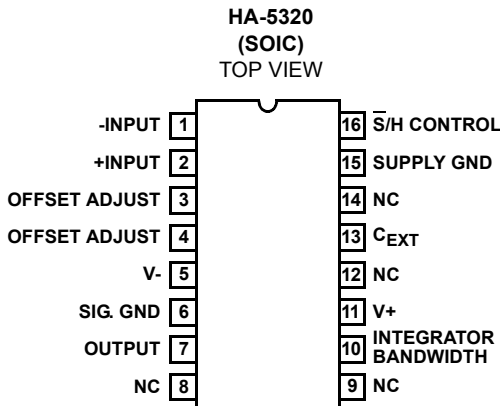 HA-5320
(SOIC)
TOP VIEW
-INPUT 1
+INPUT 2
OFFSET ADJUST 3
OFFSET ADJUST 4
V- 5
SIG. GND 6
OUTPUT 7
NC 8
16 S̅/H CONTROL
15 SUPPLY GND
14 NC
13 CEXT
12 NC
11 V+
10 INTEGRATOR
BANDWIDTH
9 NC